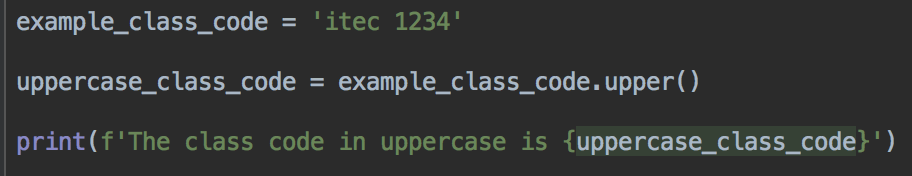 example_class_code = 'itec 1234'
uppercase_class_code = example_class_code.upper()
print(f'The class code in uppercase is {uppercase_class_code}')